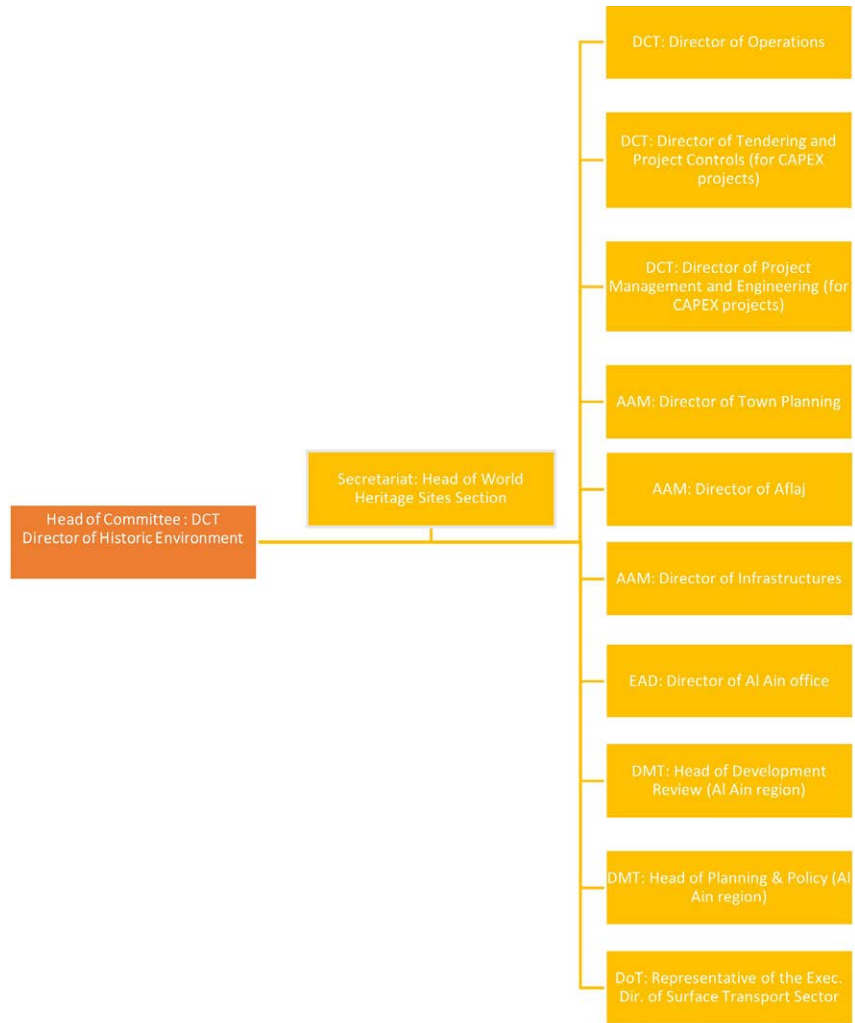 Head of Committee : DCT
Director of Historic Environment
Secretariat: Head of World
Heritage Sites Section
DCT: Director of Operations
DCT: Director of Tendering and
Project Controls (for CAPEX
projects)
DCT: Director of Project
Management and Engineering (for
CAPEX projects)
AAM: Director of Town Planning
AAM: Director of Aflaj
AAM: Director of Infrastructures
EAD: Director of Al Ain office
DMT: Head of Development
Review (Al Ain region)
DMT: Head of Planning & Policy (Al
Ain region)
DoT: Representative of the Exec.
Dir. of Surface Transport Sector